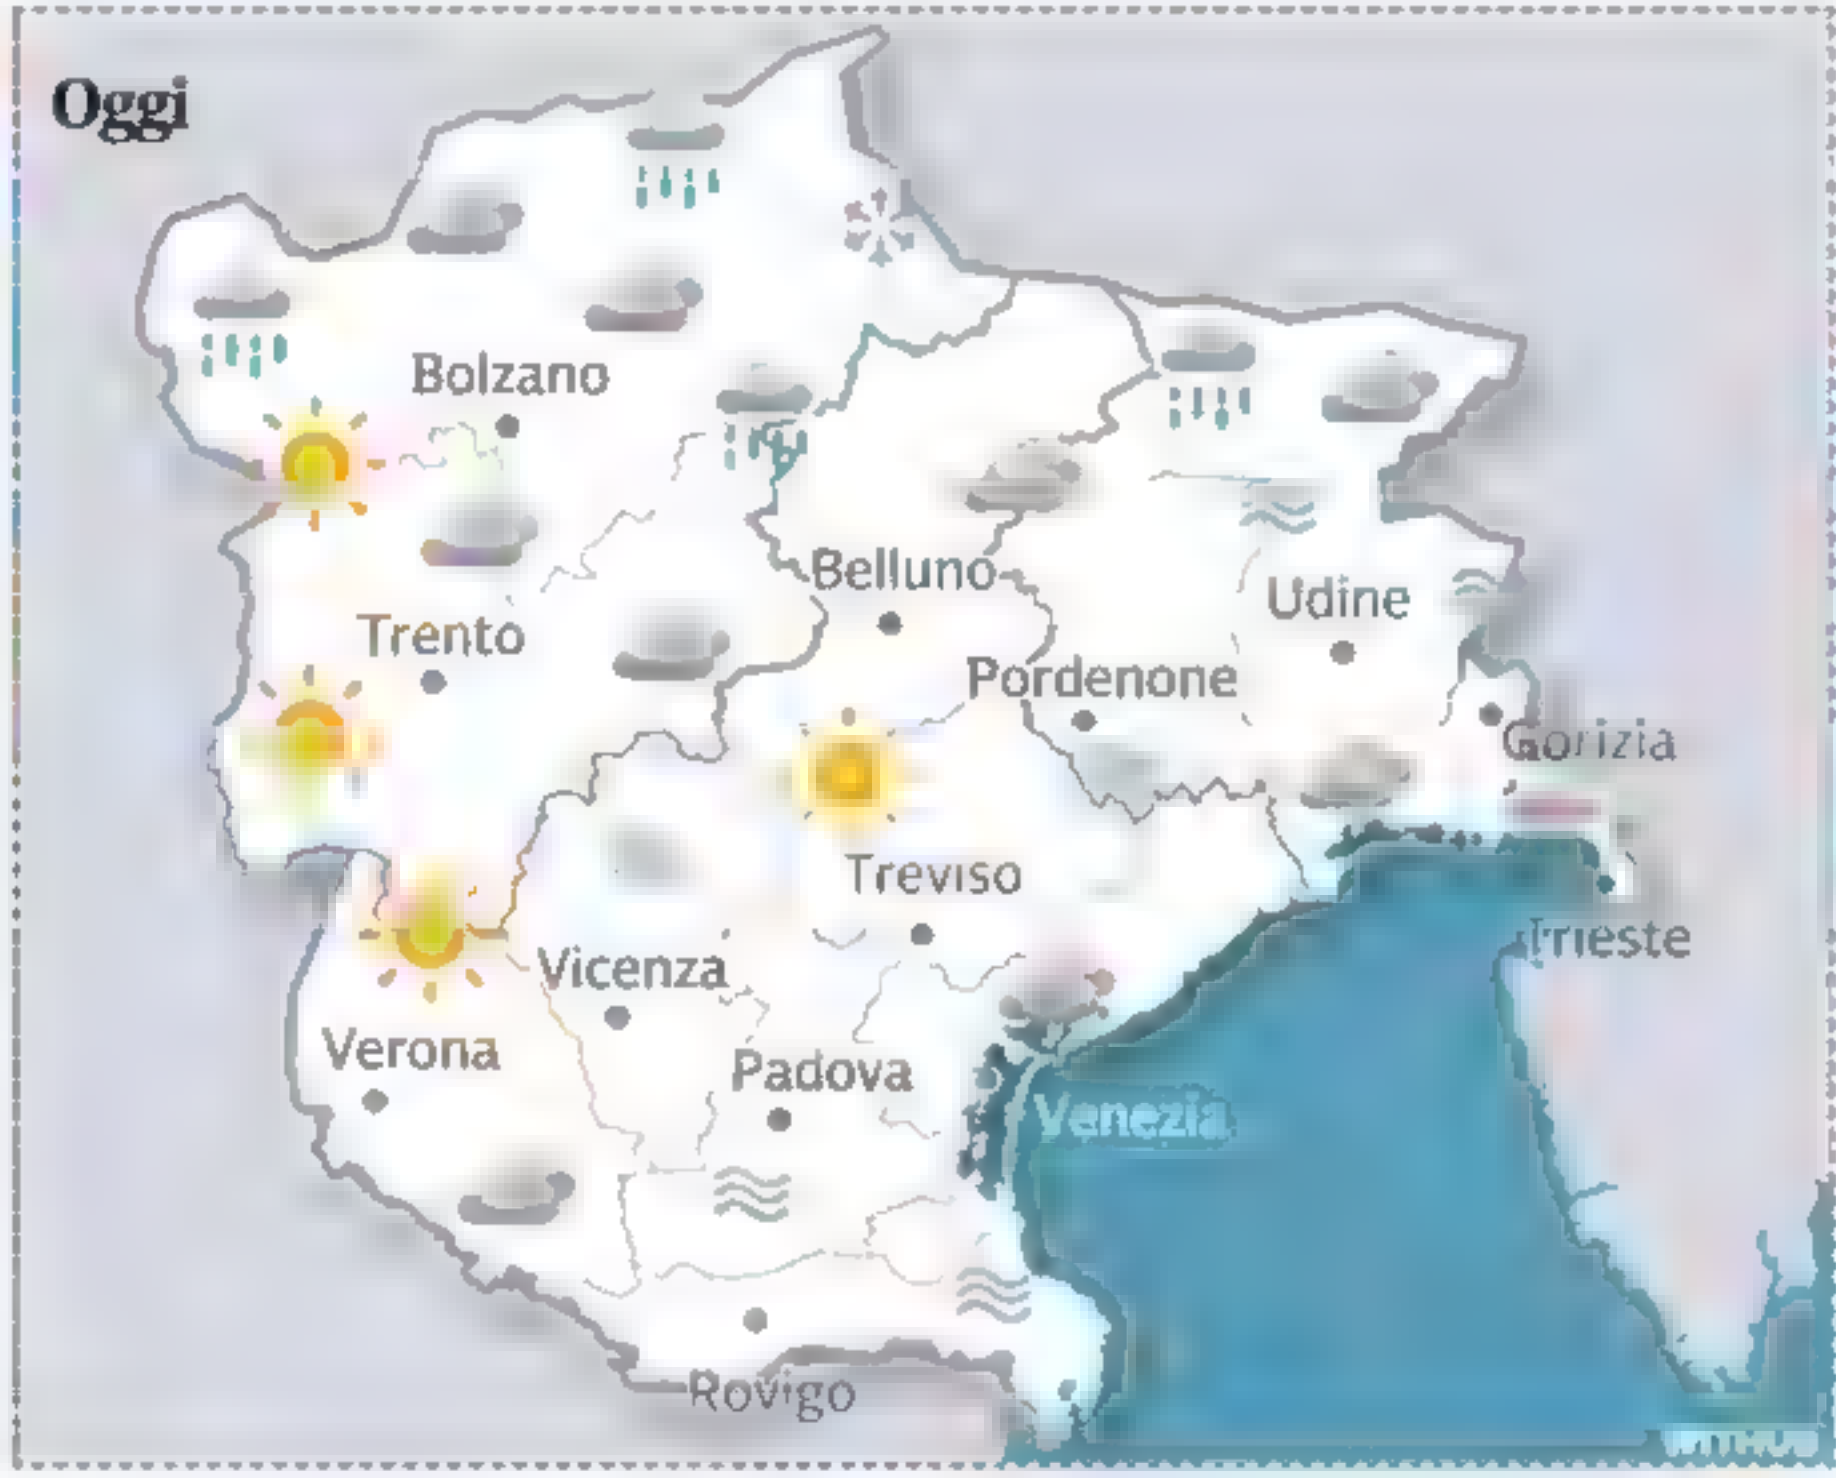 Oggi
Bolzano
Belluno
Udine
Trento
Pordenone
Gorizia
Treviso
Trieste
Vicenza
Verona
Padova
Venezia
Rovigo